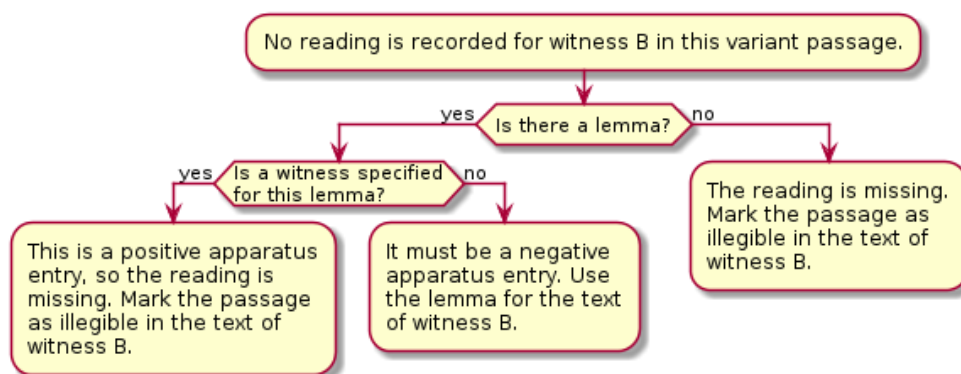 No reading is recorded for witness B in this variant passage.
yes
Is there a lemma?
no
yes
Is a witness specified
for this lemma?
no
This is a positive apparatus
entry, so the reading is
missing. Mark the passage
as illegible in the text of
witness B.
It must be a negative
apparatus entry. Use
the lemma for the text
of witness B.
The reading is missing.
Mark the passage as
illegible in the text of
witness B.